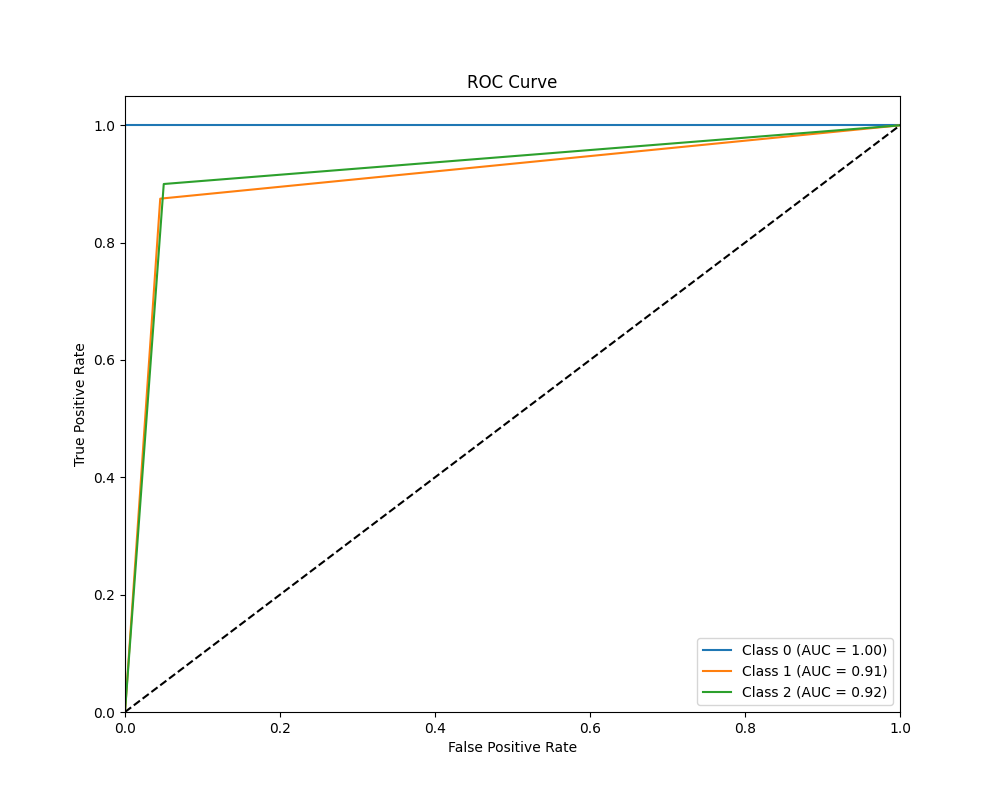 ROC Curve
True Positive Rate
1.0
0.8
0.6
0.4
0.2
0.0
0.0 0.2 0.4 0.6 0.8 1.0
False Positive Rate
Class 0 (AUC = 1.00)
Class 1 (AUC = 0.91)
Class 2 (AUC = 0.92)